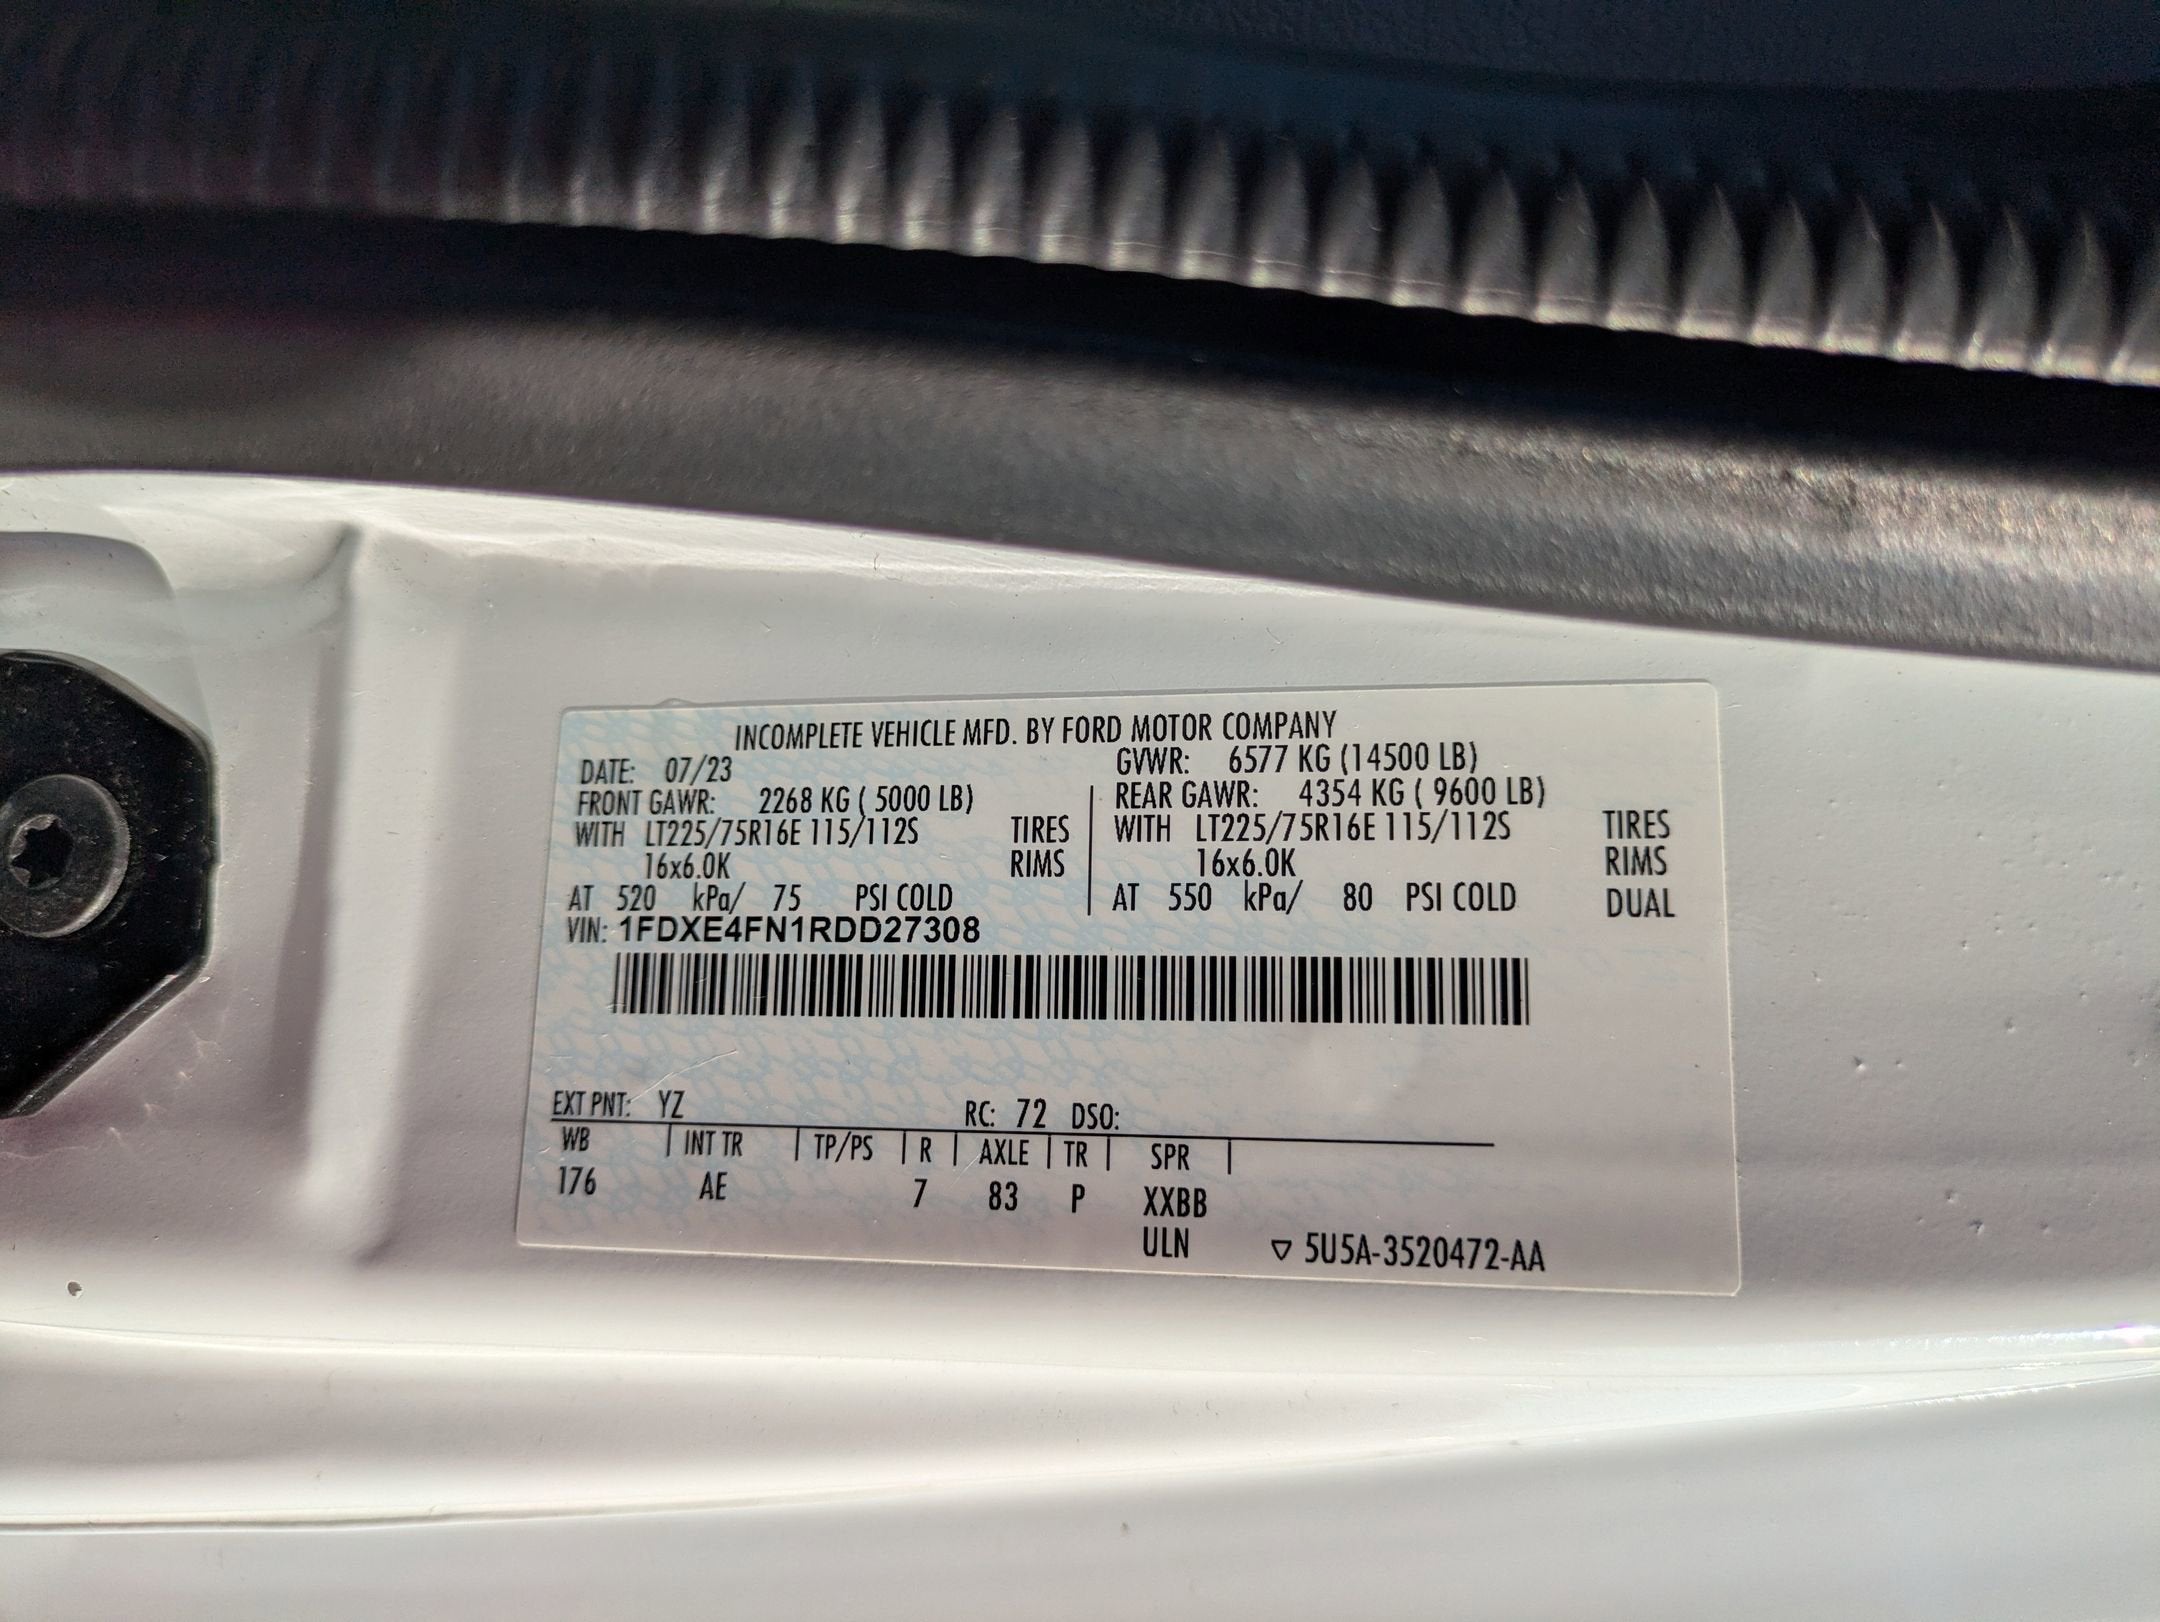 INCOMPLETE VEHICLE MFD. BY FORD MOTOR COMPANY
DATE: 07/23 GVWR: 6577 KG (14500 LB)
FRONT GAWR: 2268 KG ( 5000 LB) REAR GAWR: 4354 KG ( 9600 LB)
WITH LT225/75R16E 115/112S TIRES WITH LT225/75R16E 115/112S TIRES
16x6.0K RIMS 16x6.0K RIMS
AT 520 kPa/ 75 PSI COLD AT 550 kPa/ 80 PSI COLD DUAL
VIN: 1FDXE4FN1RDD27308
EXT PNT: YZ RC: 72 DSO:
WB | INT TR | TP/PS | R | AXLE | TR | SPR |
176 AE 7 83 P XXBB
ULN ▽ 5U5A-3520472-AA